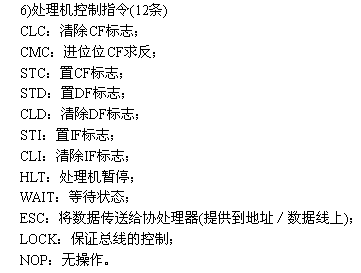 6)处理机控制指令(12条)
CLC：清除CF标志；
CMC：进位位CF求反；
STC：置CF标志；
STD：置DF标志；
CLD：清除DF标志；
STI：置IF标志；
CLI：清除IF标志；
HLT：处理机暂停；
WAIT：等待状态；
ESC：将数据传送给协处理器(提供到地址／数据线上)；
LOCK：保证总线的控制；
NOP：无操作。